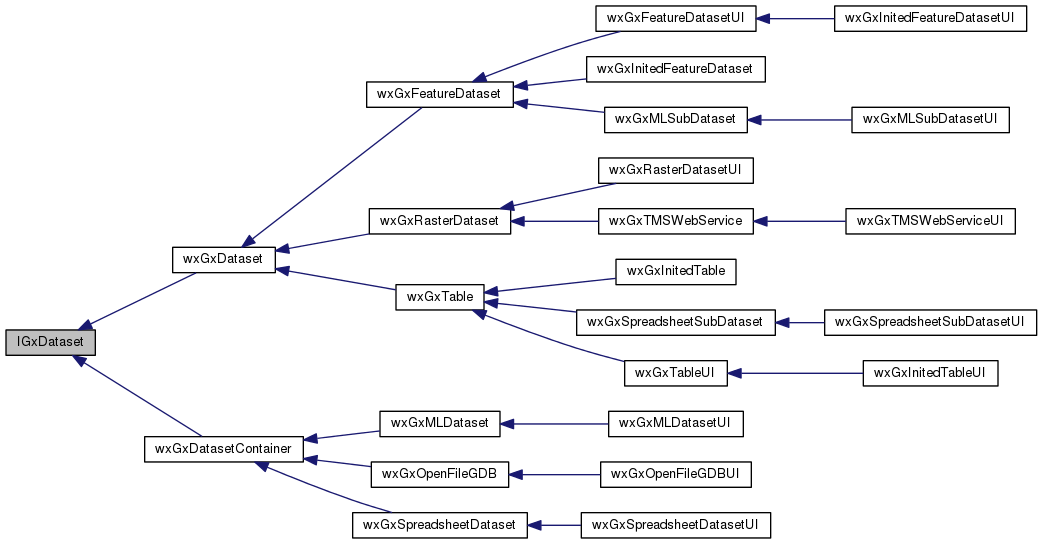 wxGxFeatureDatasetUI
wxGxInitedFeatureDatasetUI
wxGxInitedFeatureDataset
wxGxFeatureDataset
wxGxMLSubDataset
wxGxMLSubDatasetUI
wxGxRasterDatasetUI
wxGxRasterDataset
wxGxTMSWebService
wxGxTMSWebServiceUI
wxGxDataset
wxGxInitedTable
wxGxTable
wxGxSpreadsheetSubDataset
wxGxSpreadsheetSubDatasetUI
IGxDataset
wxGxTableUI
wxGxInitedTableUI
wxGxMLDataset
wxGxMLDatasetUI
wxGxDatasetContainer
wxGxOpenFileGDB
wxGxOpenFileGDBUI
wxGxSpreadsheetDataset
wxGxSpreadsheetDatasetUI